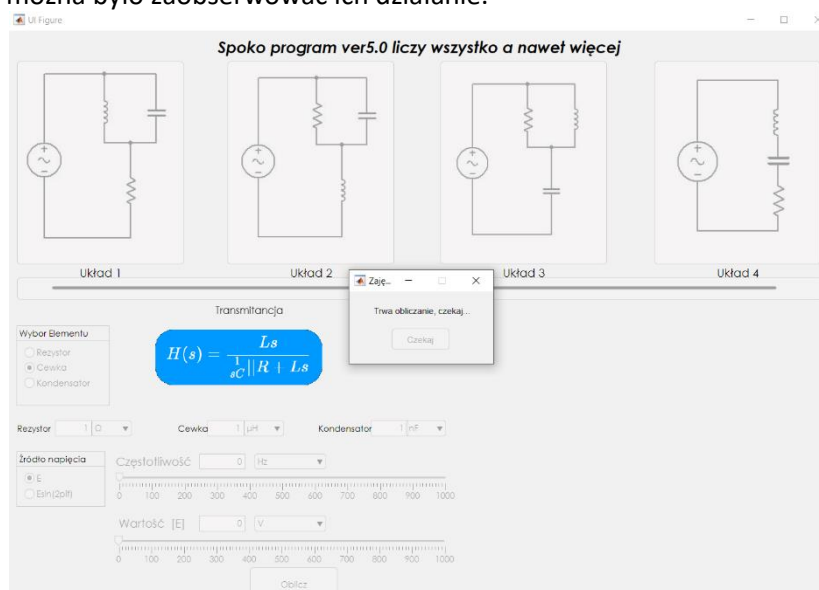 można było zaobserwować ich działanie.
UI Figure
Spoko program ver5.0 liczy wszystko a nawet więcej
Układ 1
Układ 2
Układ 3
Układ 4
Zaję...
Trwa obliczanie, czekaj...
Czekaj
Transmitancja
H(s) = Ls / (1/sC || R + Ls)
Wybor Elementu
Rezystor
Cewka
Kondensator
Rezystor 1 Ω Cewka 1 μH Kondensator 1 nF
Źródło napięcia
E
Esin(2pift)
Częstotliwość 0 Hz
0 100 200 300 400 500 600 700 800 900 1000
Wartość [E] 0 V
0 100 200 300 400 500 600 700 800 900 1000
Oblicz